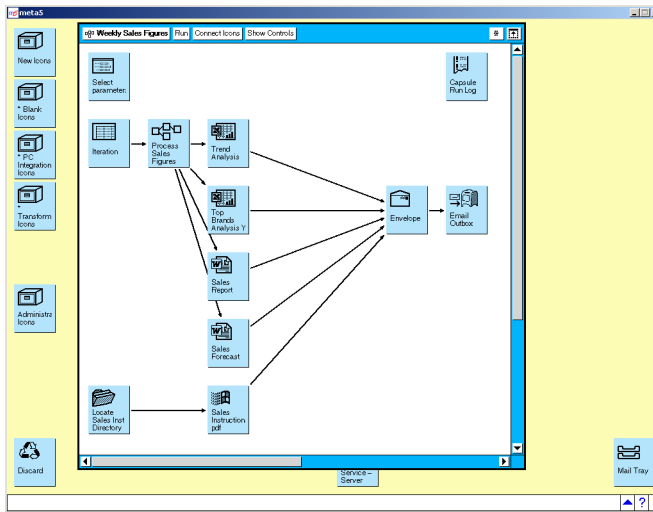 meta5
Weekly Sales Figures Run Connect Icons Show Controls
New Icons
* Blank
Icons
* PC
Integration
Icons
*
Transform
Icons
Administra
Icons
Discard
Select
parameter.
Capsule
Run Log
Iteration
Process
Sales
Figures
Trend
Analysis
Top
Brands
Analysis Y
Envelope
Email
Outbox
Sales
Report
Sales
Forecast
Locate
Sales Inst
Directory
Sales
Instruction
pdf
Service –
Server
Mail Tray
?